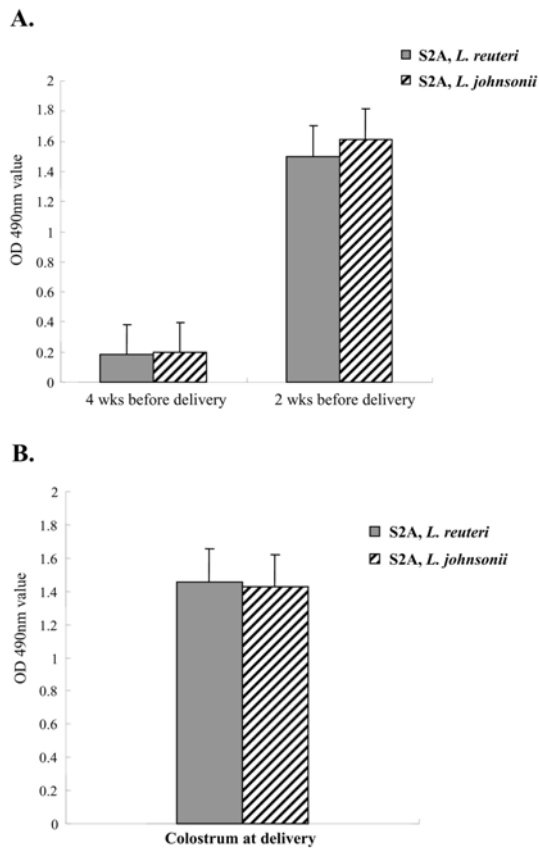 A.
S2A, L. reuteri
S2A, L. johnsonii
2
1.8
1.6
1.4
1.2
1
0.8
0.6
0.4
0.2
0
OD 490nm value
4 wks before delivery
2 wks before delivery
B.
S2A, L. reuteri
S2A, L. johnsonii
2
1.8
1.6
1.4
1.2
1
1.6
0.8
0.4
0.2
0
OD 490nm value
Colostrum at delivery